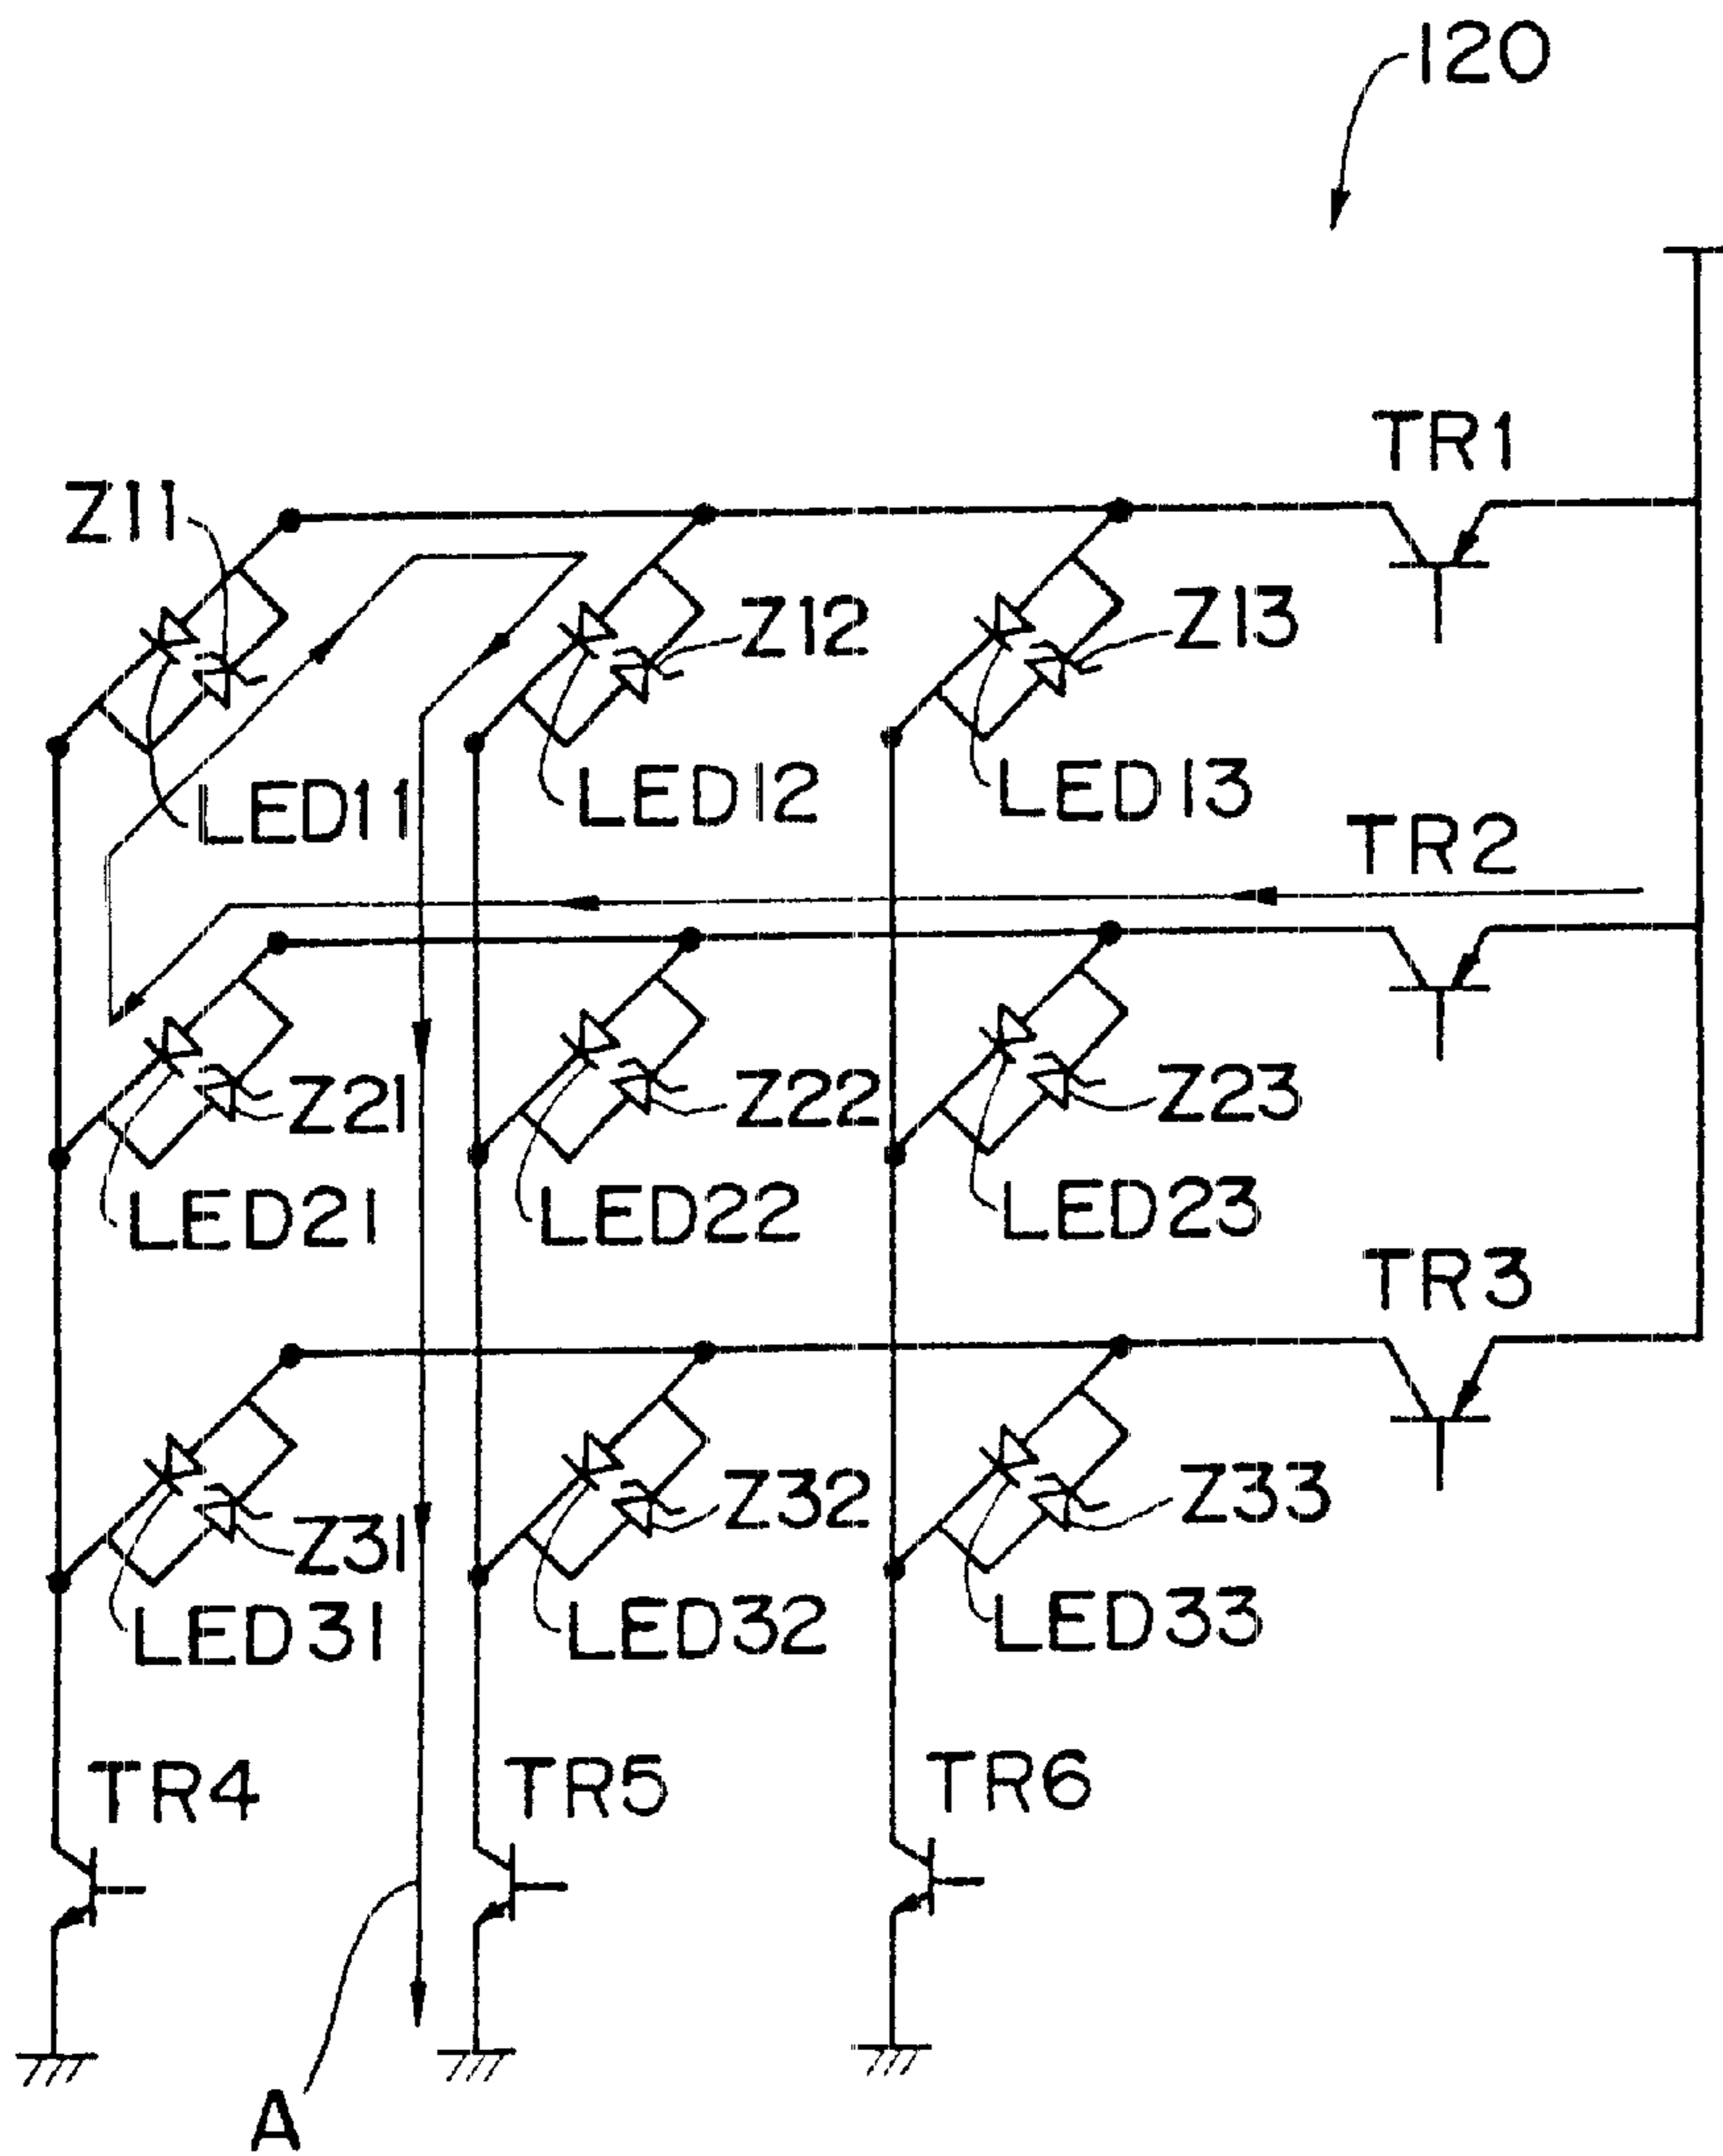 120
TR1
Z11
Z12
Z13
LED11
LED12
LED13
TR2
Z21
Z22
Z23
LED21
LED22
LED23
TR3
Z31
Z32
Z33
LED31
LED32
LED33
TR4
TR5
TR6
A